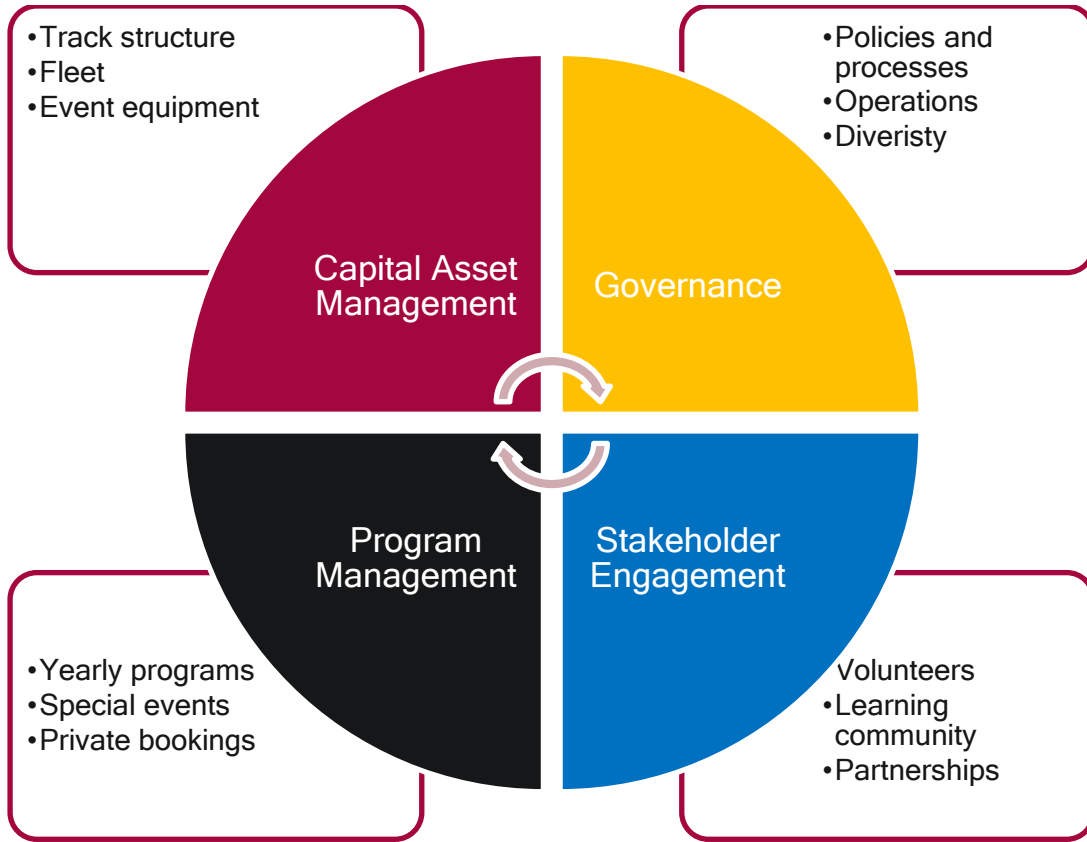 •Track structure
•Fleet
•Event equipment
•Policies and
processes
•Operations
•Diveristy
Capital Asset
Management
Governance
Program
Management
Stakeholder
Engagement
•Yearly programs
•Special events
•Private bookings
Volunteers
•Learning
community
•Partnerships